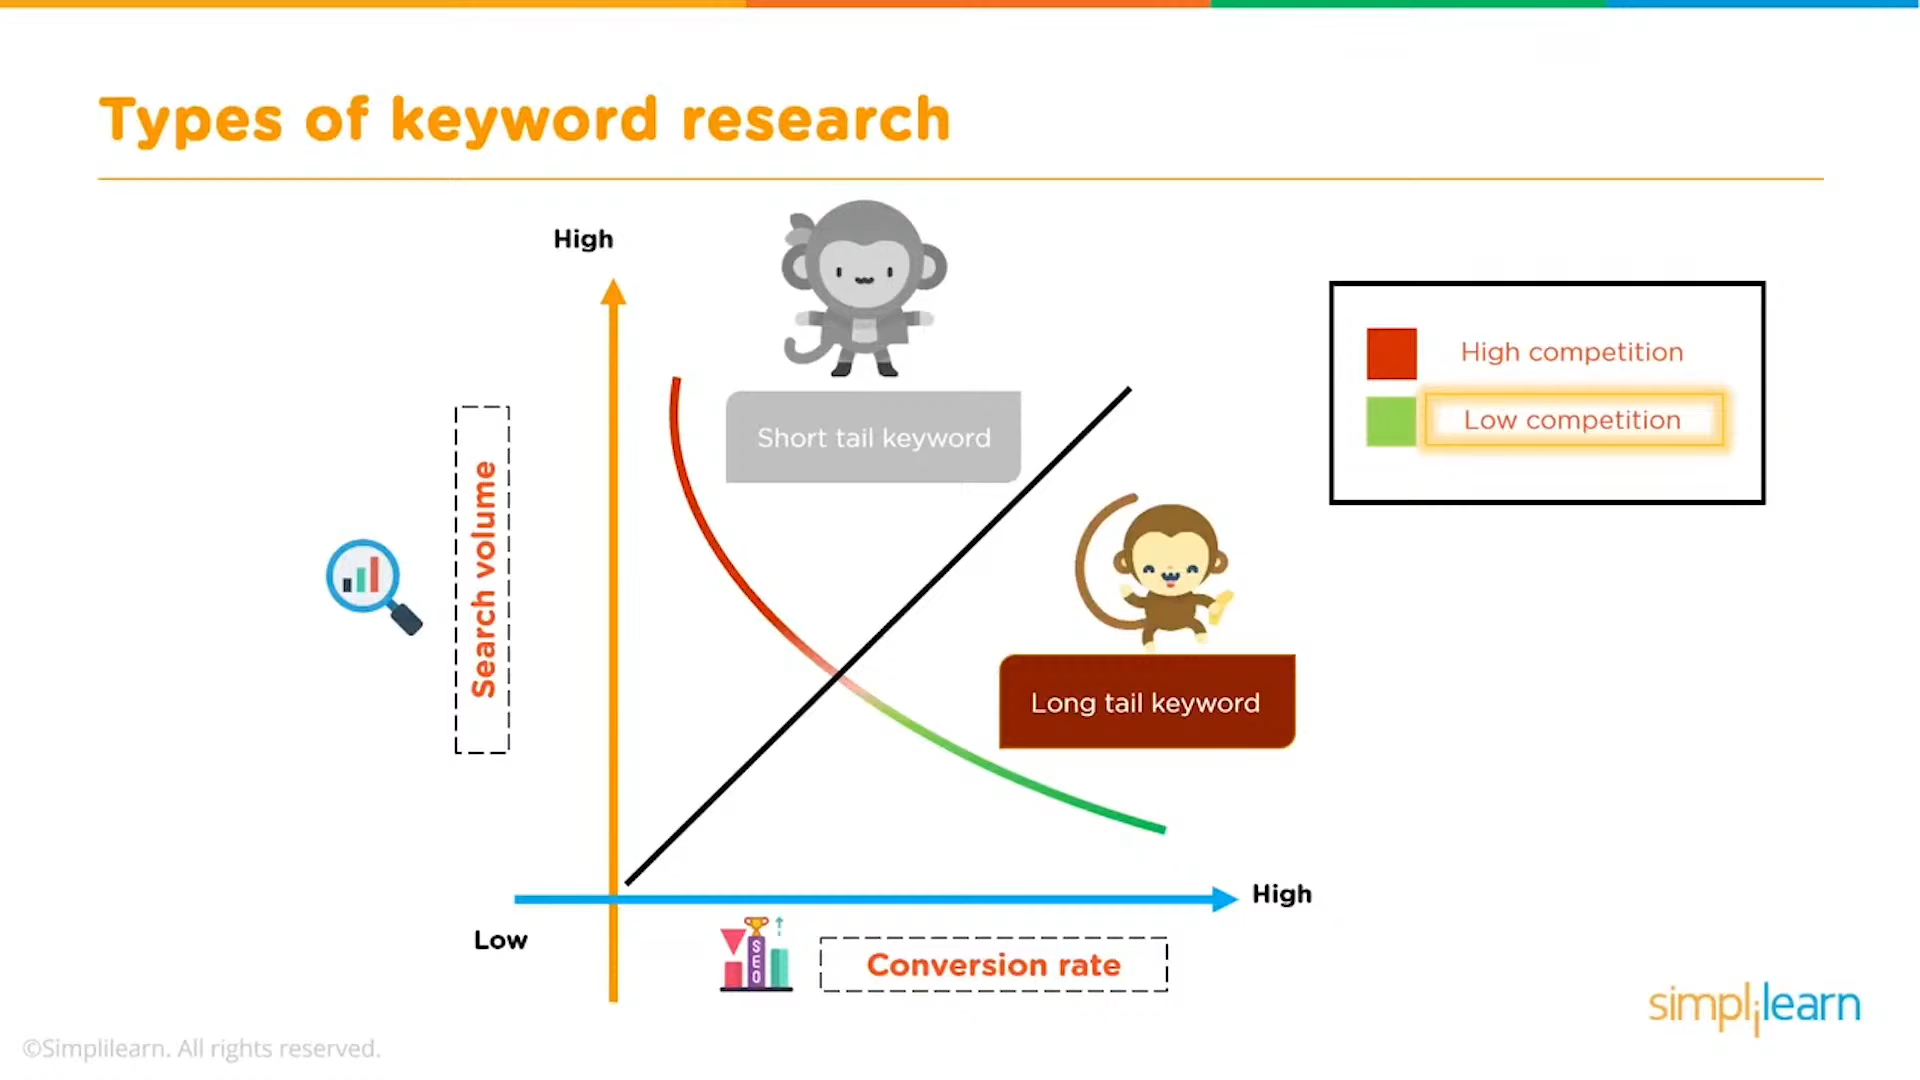 Types of keyword research
High
High competition
Low competition
Short tail keyword
Search volume
Long tail keyword
High
Low
SEO
Conversion rate
simplilearn
©Simplilearn. All rights reserved.